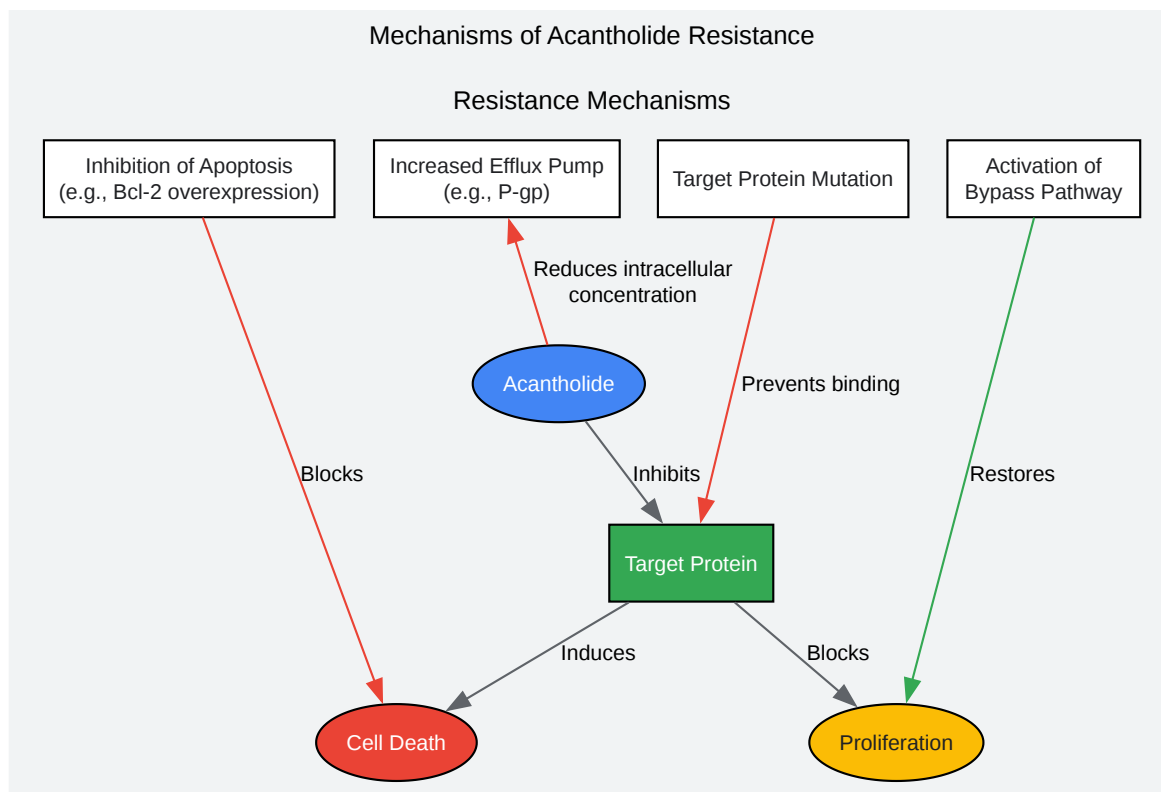 Mechanisms of Acantholide Resistance
Resistance Mechanisms
Inhibition of Apoptosis
(e.g., Bcl-2 overexpression)
Increased Efflux Pump
(e.g., P-gp)
Target Protein Mutation
Activation of
Bypass Pathway
Reduces intracellular
concentration
Acantholide
Prevents binding
Blocks
Inhibits
Restores
Target Protein
Induces
Blocks
Cell Death
Proliferation